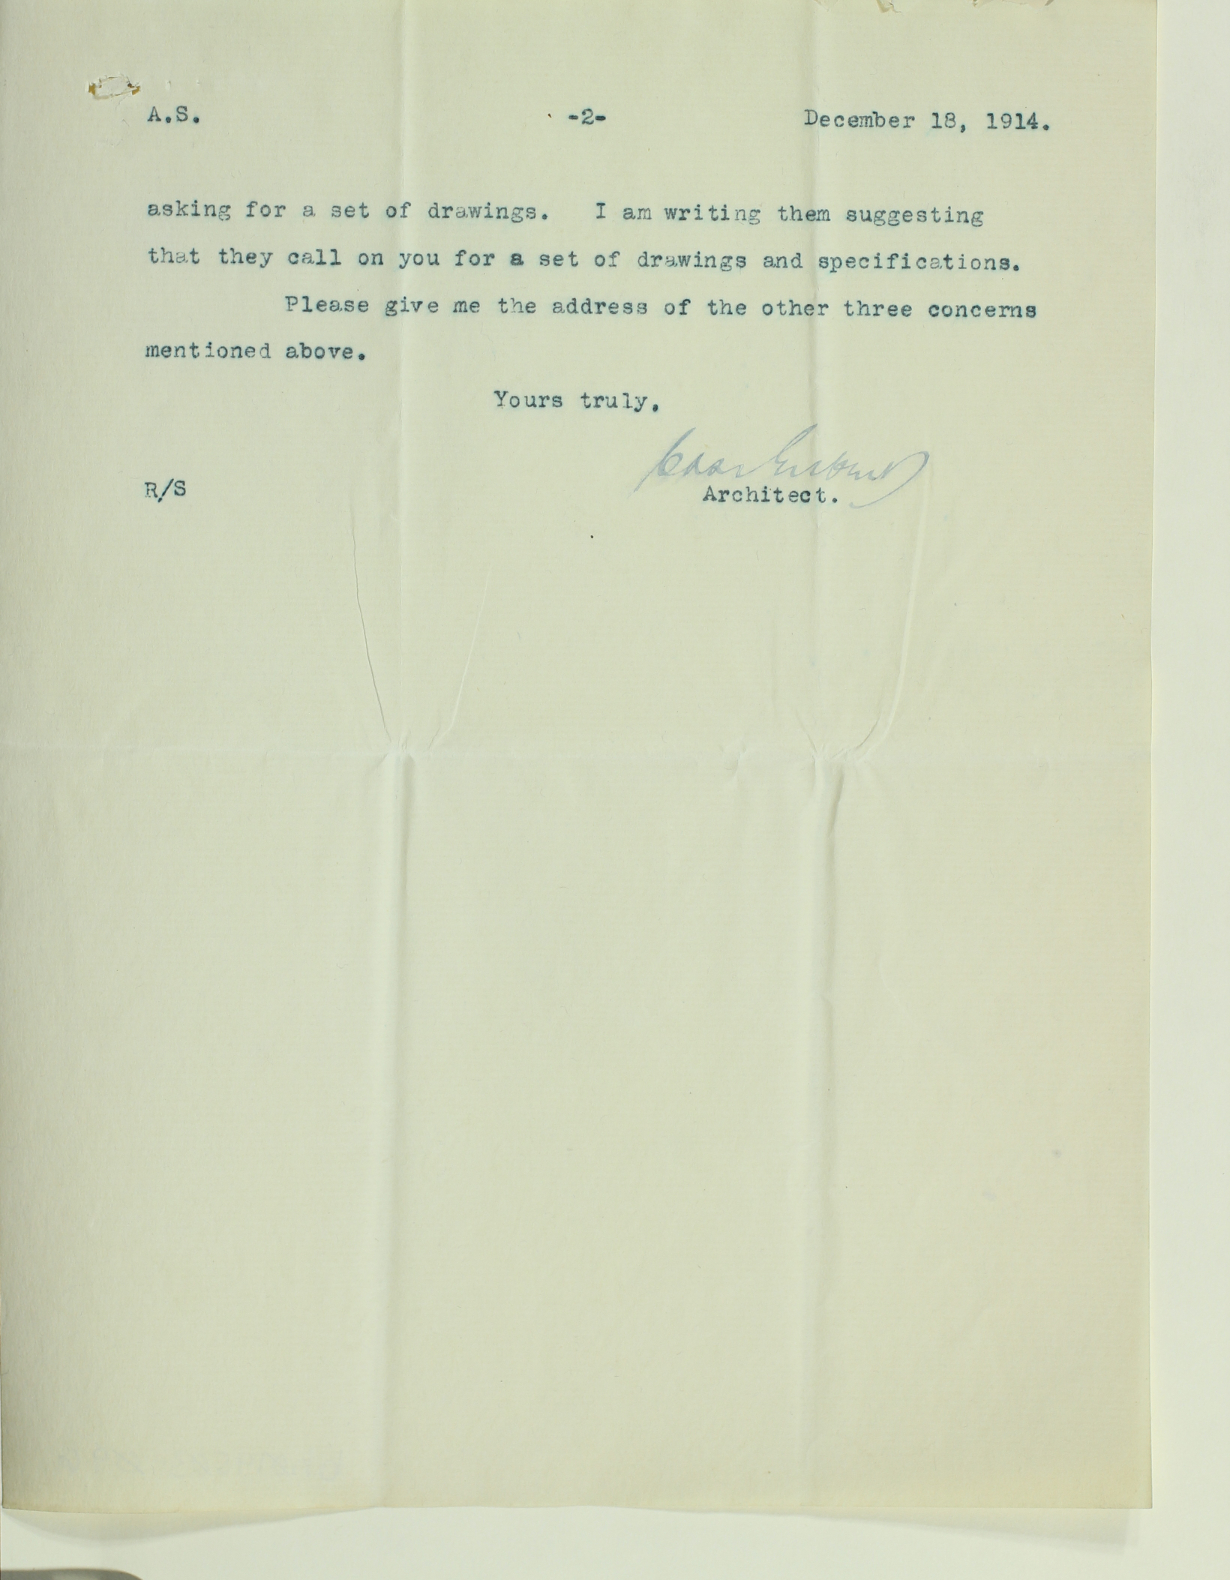 A.S. -2- December 18, 1914.
asking for a set of drawings. I am writing them suggesting
that they call on you for a set of drawings and specifications.
Please give me the address of the other three concerns
mentioned above.
Yours truly,
R/S
Architect.